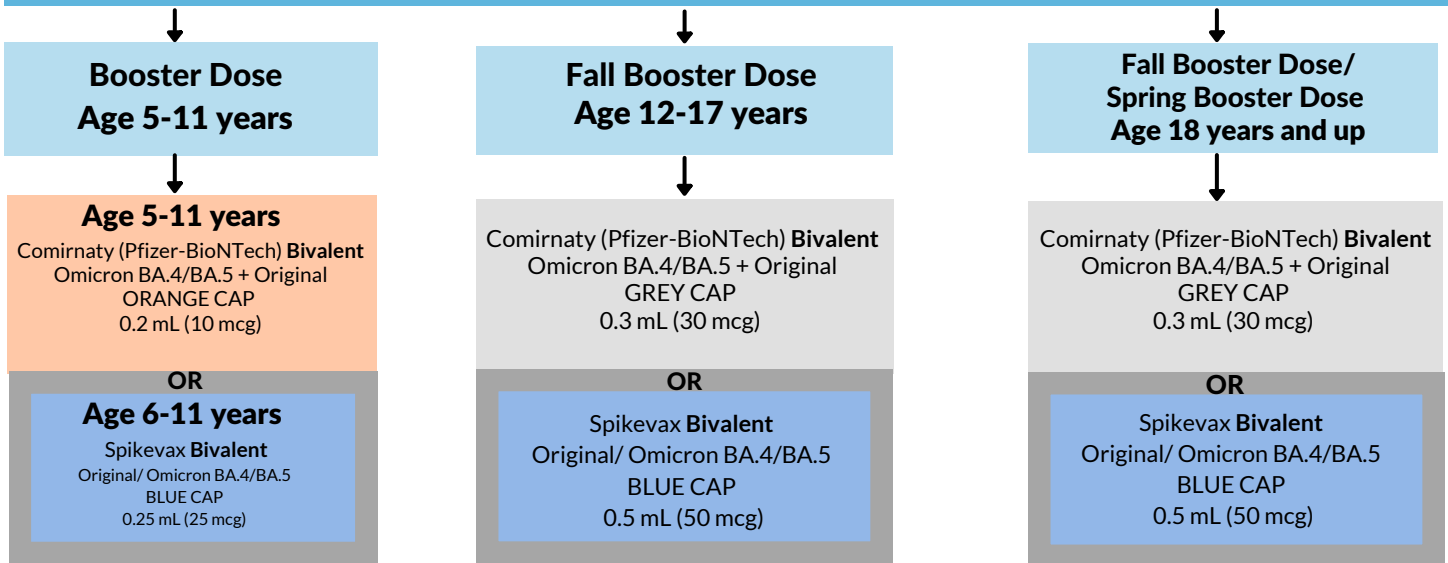 Booster Dose
Age 5-11 years
Age 5-11 years
Comirnaty (Pfizer-BioNTech) Bivalent
Omicron BA.4/BA.5 + Original
ORANGE CAP
0.2 mL (10 mcg)
OR
Age 6-11 years
Spikevax Bivalent
Original/ Omicron BA.4/BA.5
BLUE CAP
0.25 mL (25 mcg)
Fall Booster Dose
Age 12-17 years
Comirnaty (Pfizer-BioNTech) Bivalent
Omicron BA.4/BA.5 + Original
GREY CAP
0.3 mL (30 mcg)
OR
Spikevax Bivalent
Original/ Omicron BA.4/BA.5
BLUE CAP
0.5 mL (50 mcg)
Fall Booster Dose/
Spring Booster Dose
Age 18 years and up
Comirnaty (Pfizer-BioNTech) Bivalent
Omicron BA.4/BA.5 + Original
GREY CAP
0.3 mL (30 mcg)
OR
Spikevax Bivalent
Original/ Omicron BA.4/BA.5
BLUE CAP
0.5 mL (50 mcg)